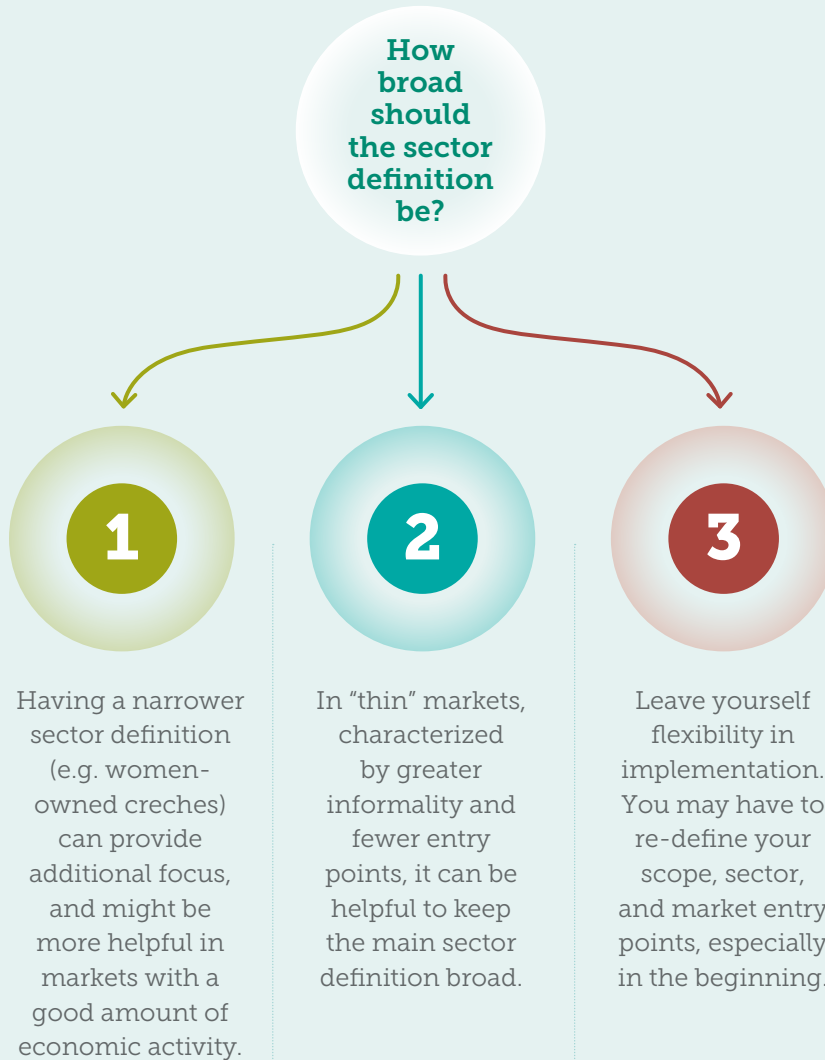 How
broad
should
the sector
definition
be?
1
Having a narrower
sector definition
(e.g. women-
owned creches)
can provide
additional focus,
and might be
more helpful in
markets with a
good amount of
economic activity.
2
In “thin” markets,
characterized
by greater
informality and
fewer entry
points, it can be
helpful to keep
the main sector
definition broad.
3
Leave yourself
flexibility in
implementation.
You may have to
re-define your
scope, sector,
and market entry
points, especially
in the beginning.